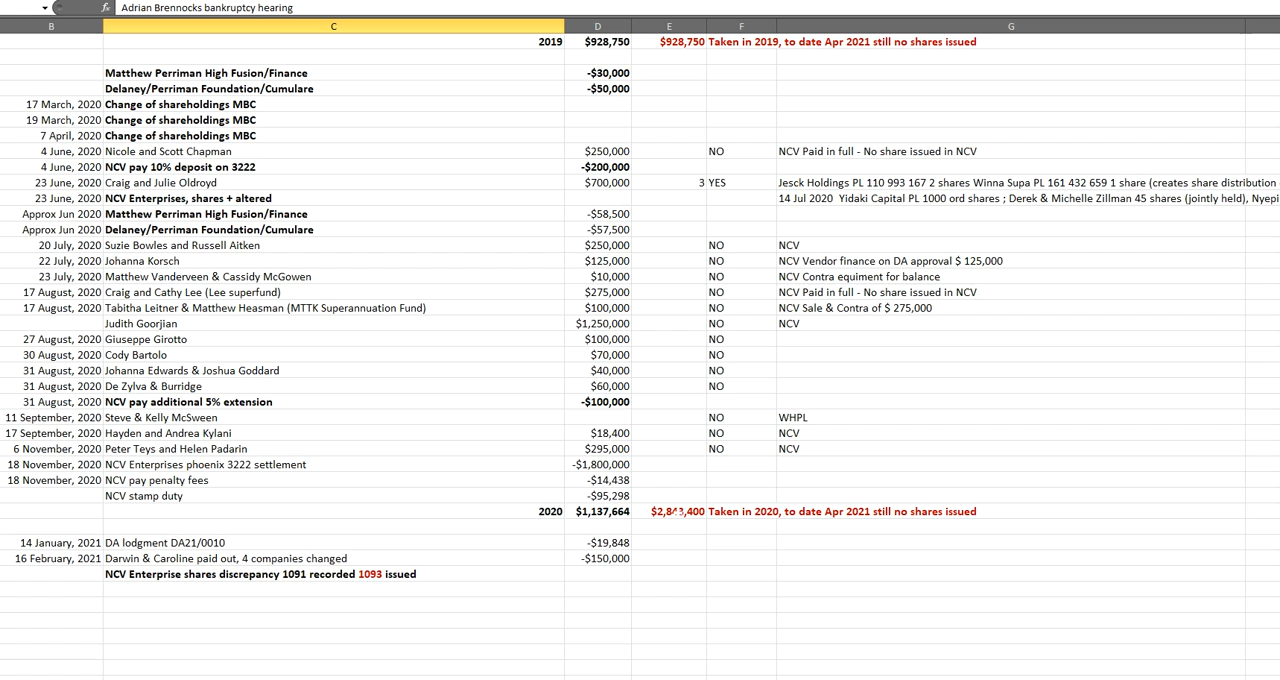 fx Adrian Brennocks bankruptcy hearing
B C D E F G
2019 $928,750 $928,750 Taken in 2019, to date Apr 2021 still no shares issued
Matthew Perriman High Fusion/Finance -$30,000
Delaney/Perriman Foundation/Cumulare -$50,000
17 March, 2020 Change of shareholdings MBC
19 March, 2020 Change of shareholdings MBC
7 April, 2020 Change of shareholdings MBC
4 June, 2020 Nicole and Scott Chapman $250,000 NO NCV Paid in full - No share issued in NCV
4 June, 2020 NCV pay 10% deposit on 3222 -$200,000
23 June, 2020 Craig and Julie Oldroyd $700,000 3 YES Jesck Holdings PL 110 993 167 2 shares Winna Supa PL 161 432 659 1 share (creates share distribution
23 June, 2020 NCV Enterprises, shares + altered 14 Jul 2020 Yidaki Capital PL 1000 ord shares ; Derek & Michelle Zillman 45 shares (jointly held), Nyepi
Approx Jun 2020 Matthew Perriman High Fusion/Finance -$58,500
Approx Jun 2020 Delaney/Perriman Foundation/Cumulare -$57,500
20 July, 2020 Suzie Bowles and Russell Aitken $250,000 NO NCV
22 July, 2020 Johanna Korsch $125,000 NO NCV Vendor finance on DA approval $ 125,000
23 July, 2020 Matthew Vanderveen & Cassidy McGowen $10,000 NO NCV Contra equiment for balance
17 August, 2020 Craig and Cathy Lee (Lee superfund) $275,000 NO NCV Paid in full - No share issued in NCV
17 August, 2020 Tabitha Leitner & Matthew Heasman (MTTK Superannuation Fund) $100,000 NO NCV Sale & Contra of $ 275,000
Judith Goorjian $1,250,000 NO NCV
27 August, 2020 Giuseppe Girotto $100,000 NO
30 August, 2020 Cody Bartolo $70,000 NO
31 August, 2020 Johanna Edwards & Joshua Goddard $40,000 NO
31 August, 2020 De Zylva & Burridge $60,000 NO
31 August, 2020 NCV pay additional 5% extension -$100,000
11 September, 2020 Steve & Kelly McSween NO WHPL
17 September, 2020 Hayden and Andrea Kylani $18,400 NO NCV
6 November, 2020 Peter Teys and Helen Padarin $295,000 NO NCV
18 November, 2020 NCV Enterprises phoenix 3222 settlement -$1,800,000
18 November, 2020 NCV pay penalty fees -$14,438
NCV stamp duty -$95,298
2020 $1,137,664 Taken in 2020, to date Apr 2021 still no shares issued
14 January, 2021 DA lodgment DA21/0010 -$19,848
16 February, 2021 Darwin & Caroline paid out, 4 companies changed -$150,000
NCV Enterprise shares discrepancy 1091 recorded 1093 issued